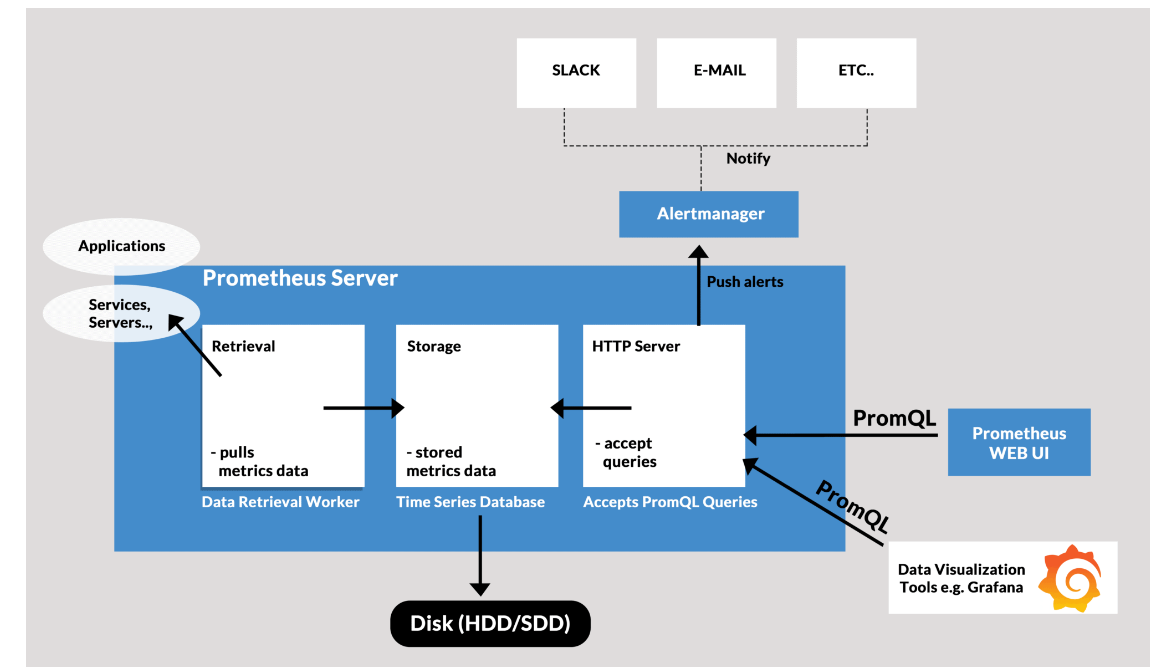 SLACK
E-MAIL
ETC..
Notify
Alertmanager
Push alerts
Applications
Services,
Servers..,
Prometheus Server
Retrieval
- pulls
metrics data
Data Retrieval Worker
Storage
- stored
metrics data
Time Series Database
HTTP Server
- accept
queries
Accepts PromQL Queries
PromQL
Prometheus
WEB UI
PromQL
Data Visualization
Tools e.g. Grafana
Disk (HDD/SDD)